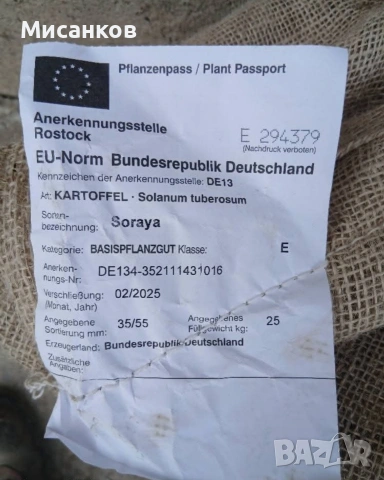 Мисанков
Pflanzenpass / Plant Passport
Anerkennungsstelle
Rostock
E 294379
(Nachdruck verboten)
EU-Norm Bundesrepublik Deutschland
Kennzeichen der Anerkennungsstelle: DE13
Art: KARTOFFEL · Solanum tuberosum
Sorten-
bezeichnung: Soraya
Kategorie: BASISPFLANZGUT Klasse: E
Anerken-
nungs-Nr: DE134-352111431016
Verschließung: 02/2025
(Monat, Jahr)
Angegebene
Sortierung mm: 35/55
Angegebenes
Füllgewicht kg: 25
Erzeugerland: Bundesrepublik Deutschland
Zusätzliche
Angaben:
BAZAR